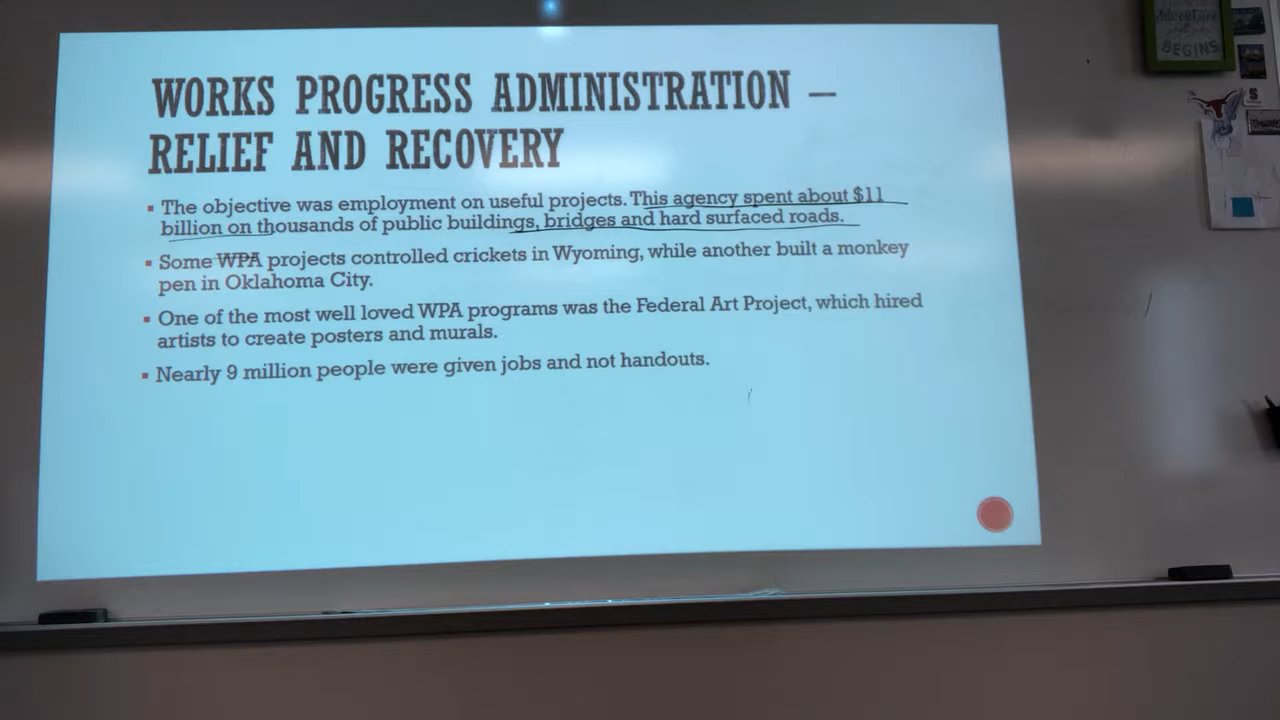 WORKS PROGRESS ADMINISTRATION –
RELIEF AND RECOVERY
▪ The objective was employment on useful projects. This agency spent about $11
billion on thousands of public buildings, bridges and hard surfaced roads.
▪ Some WPA projects controlled crickets in Wyoming, while another built a monkey
pen in Oklahoma City.
▪ One of the most well loved WPA programs was the Federal Art Project, which hired
artists to create posters and murals.
▪ Nearly 9 million people were given jobs and not handouts.
Adventure
BEGINS
S